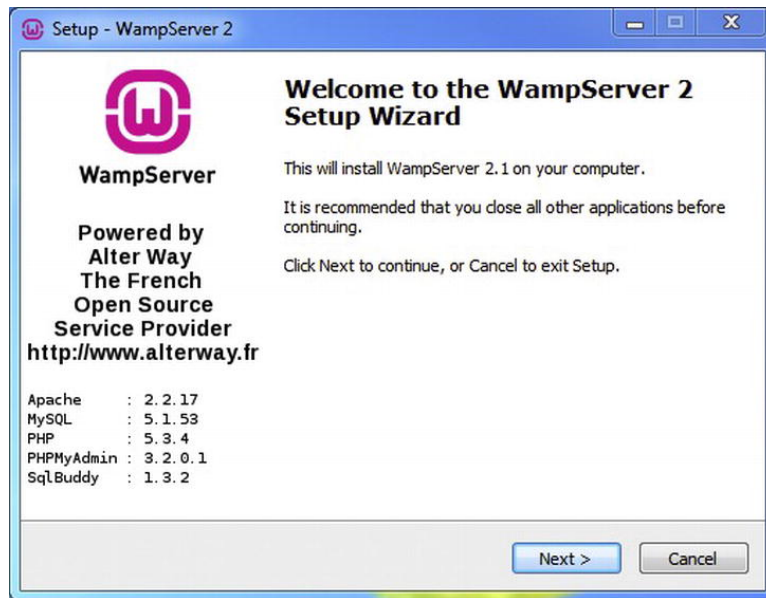 Setup - WampServer 2
WampServer
Powered by
Alter Way
The French
Open Source
Service Provider
http://www.alterway.fr
Apache : 2.2.17
MySQL : 5.1.53
PHP : 5.3.4
PHPMyAdmin : 3.2.0.1
SqlBuddy : 1.3.2
Welcome to the WampServer 2
Setup Wizard
This will install WampServer 2.1 on your computer.
It is recommended that you close all other applications before
continuing.
Click Next to continue, or Cancel to exit Setup.
Next >
Cancel